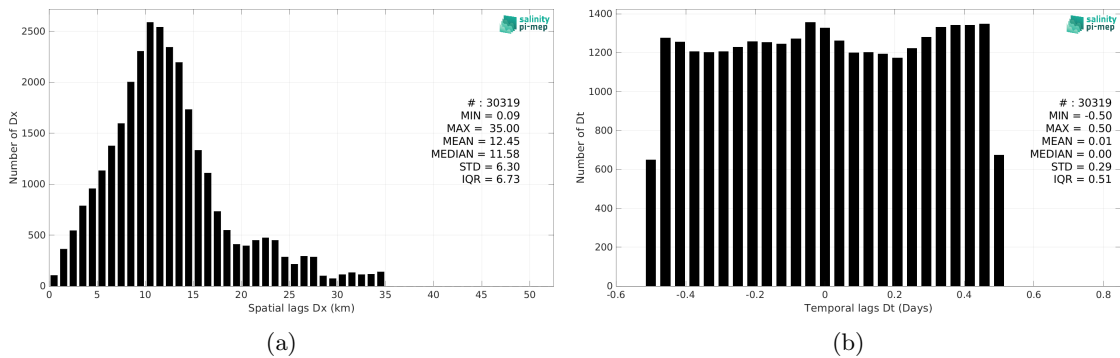 2500
2000
1500
1000
500
0
Number of Dx
0 5 10 15 20 25 30 35 40 45 50
Spatial lags Dx (km)
salinity
pi-mep
# : 30319
MIN = 0.09
MAX = 35.00
MEAN = 12.45
MEDIAN = 11.58
STD = 6.30
IQR = 6.73
(a)
1400
1200
1000
800
600
400
200
0
Number of Dt
-0.6 -0.4 -0.2 0 0.2 0.4 0.6 0.8
Temporal lags Dt (Days)
salinity
pi-mep
# : 30319
MIN = -0.50
MAX = 0.50
MEAN = 0.01
MEDIAN = 0.00
STD = 0.29
IQR = 0.51
(b)